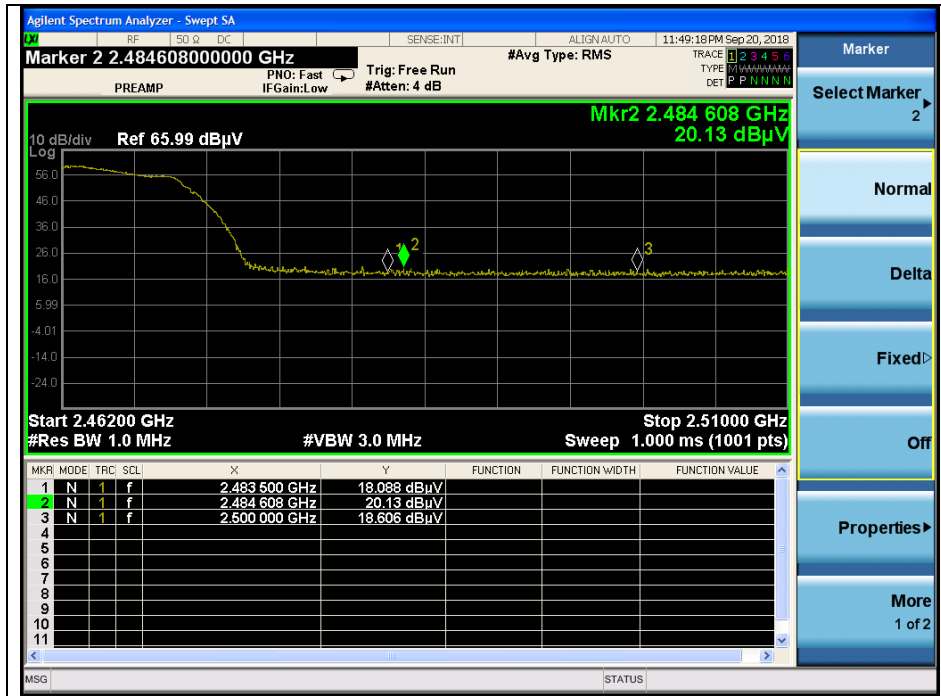 Agilent Spectrum Analyzer - Swept SA
LXI RF 50 Ω DC SENSE:INT ALIGN AUTO 11:49:18 PM Sep 20, 2018
Marker 2 2.484608000000 GHz
PREAMP
PNO: Fast
IFGain:Low
Trig: Free Run
#Atten: 4 dB
#Avg Type: RMS
TRACE 1 2 3 4 5 6
TYPE M W W W W W
DET P P N N N N
Mkr2 2.484 608 GHz
20.13 dBµV
10 dB/div Ref 65.99 dBµV
Log
56.0
46.0
36.0
26.0
16.0
5.99
-4.01
-14.0
-24.0
1
2
3
Start 2.46200 GHz Stop 2.51000 GHz
#Res BW 1.0 MHz #VBW 3.0 MHz Sweep 1.000 ms (1001 pts)
MKR MODE TRC SCL X Y FUNCTION FUNCTION WIDTH FUNCTION VALUE
1 N 1 f 2.483 500 GHz 18.088 dBµV
2 N 1 f 2.484 608 GHz 20.13 dBµV
3 N 1 f 2.500 000 GHz 18.606 dBµV
4
5
6
7
8
9
10
11
MSG STATUS
Marker
Select Marker
2
Normal
Delta
Fixed
Off
Properties
More
1 of 2